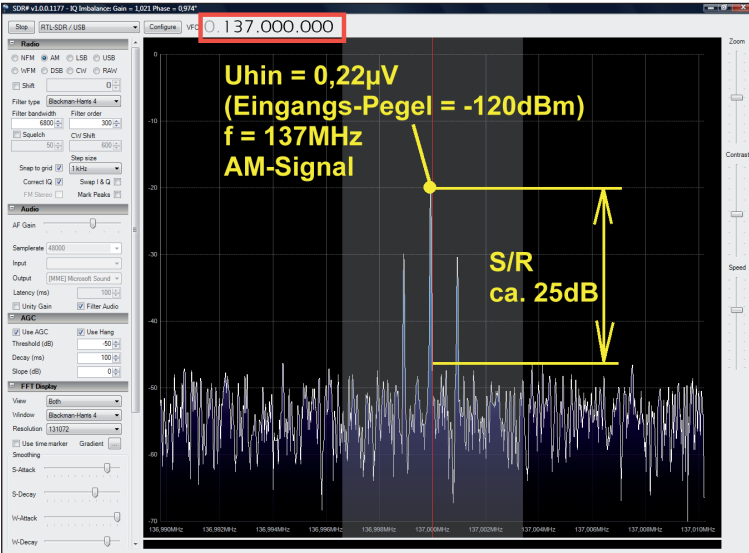 SDR# v1.0.0.1177 - IQ Imbalance: Gain = 1,021 Phase = 0,974°
Stop RTL-SDR / USB Configure VFO 0.137.000.000
Radio
NFM AM LSB USB
WFM DSB CW RAW
Shift 0
Filter type Blackman-Harris 4
Filter bandwidth Filter order
6800 300
Squelch CW Shift
50 600
Step size
Snap to grid 1 kHz
Correct IQ Swap I & Q
FM Stereo Mark Peaks
Audio
AF Gain
Samplerate 48000
Input
Output [MME] Microsoft Sound
Latency (ms) 100
Unity Gain Filter Audio
AGC
Use AGC Use Hang
Threshold (dB) -50
Decay (ms) 100
Slope (dB) 0
FFT Display
View Both
Window Blackman-Harris 4
Resolution 131072
Use time marker Gradient ...
Smoothing
S-Attack
S-Decay
W-Attack
W-Decay
0
-10
-20
-30
-40
-50
-60
-70
Uhin = 0,22µV
(Eingangs-Pegel = -120dBm)
f = 137MHz
AM-Signal
S/R
ca. 25dB
136,990MHz 136,992MHz 136,994MHz 136,996MHz 136,998MHz 137,000MHz 137,002MHz 137,004MHz 137,006MHz 137,008MHz 137,010MHz
Zoom
Contrast
Speed